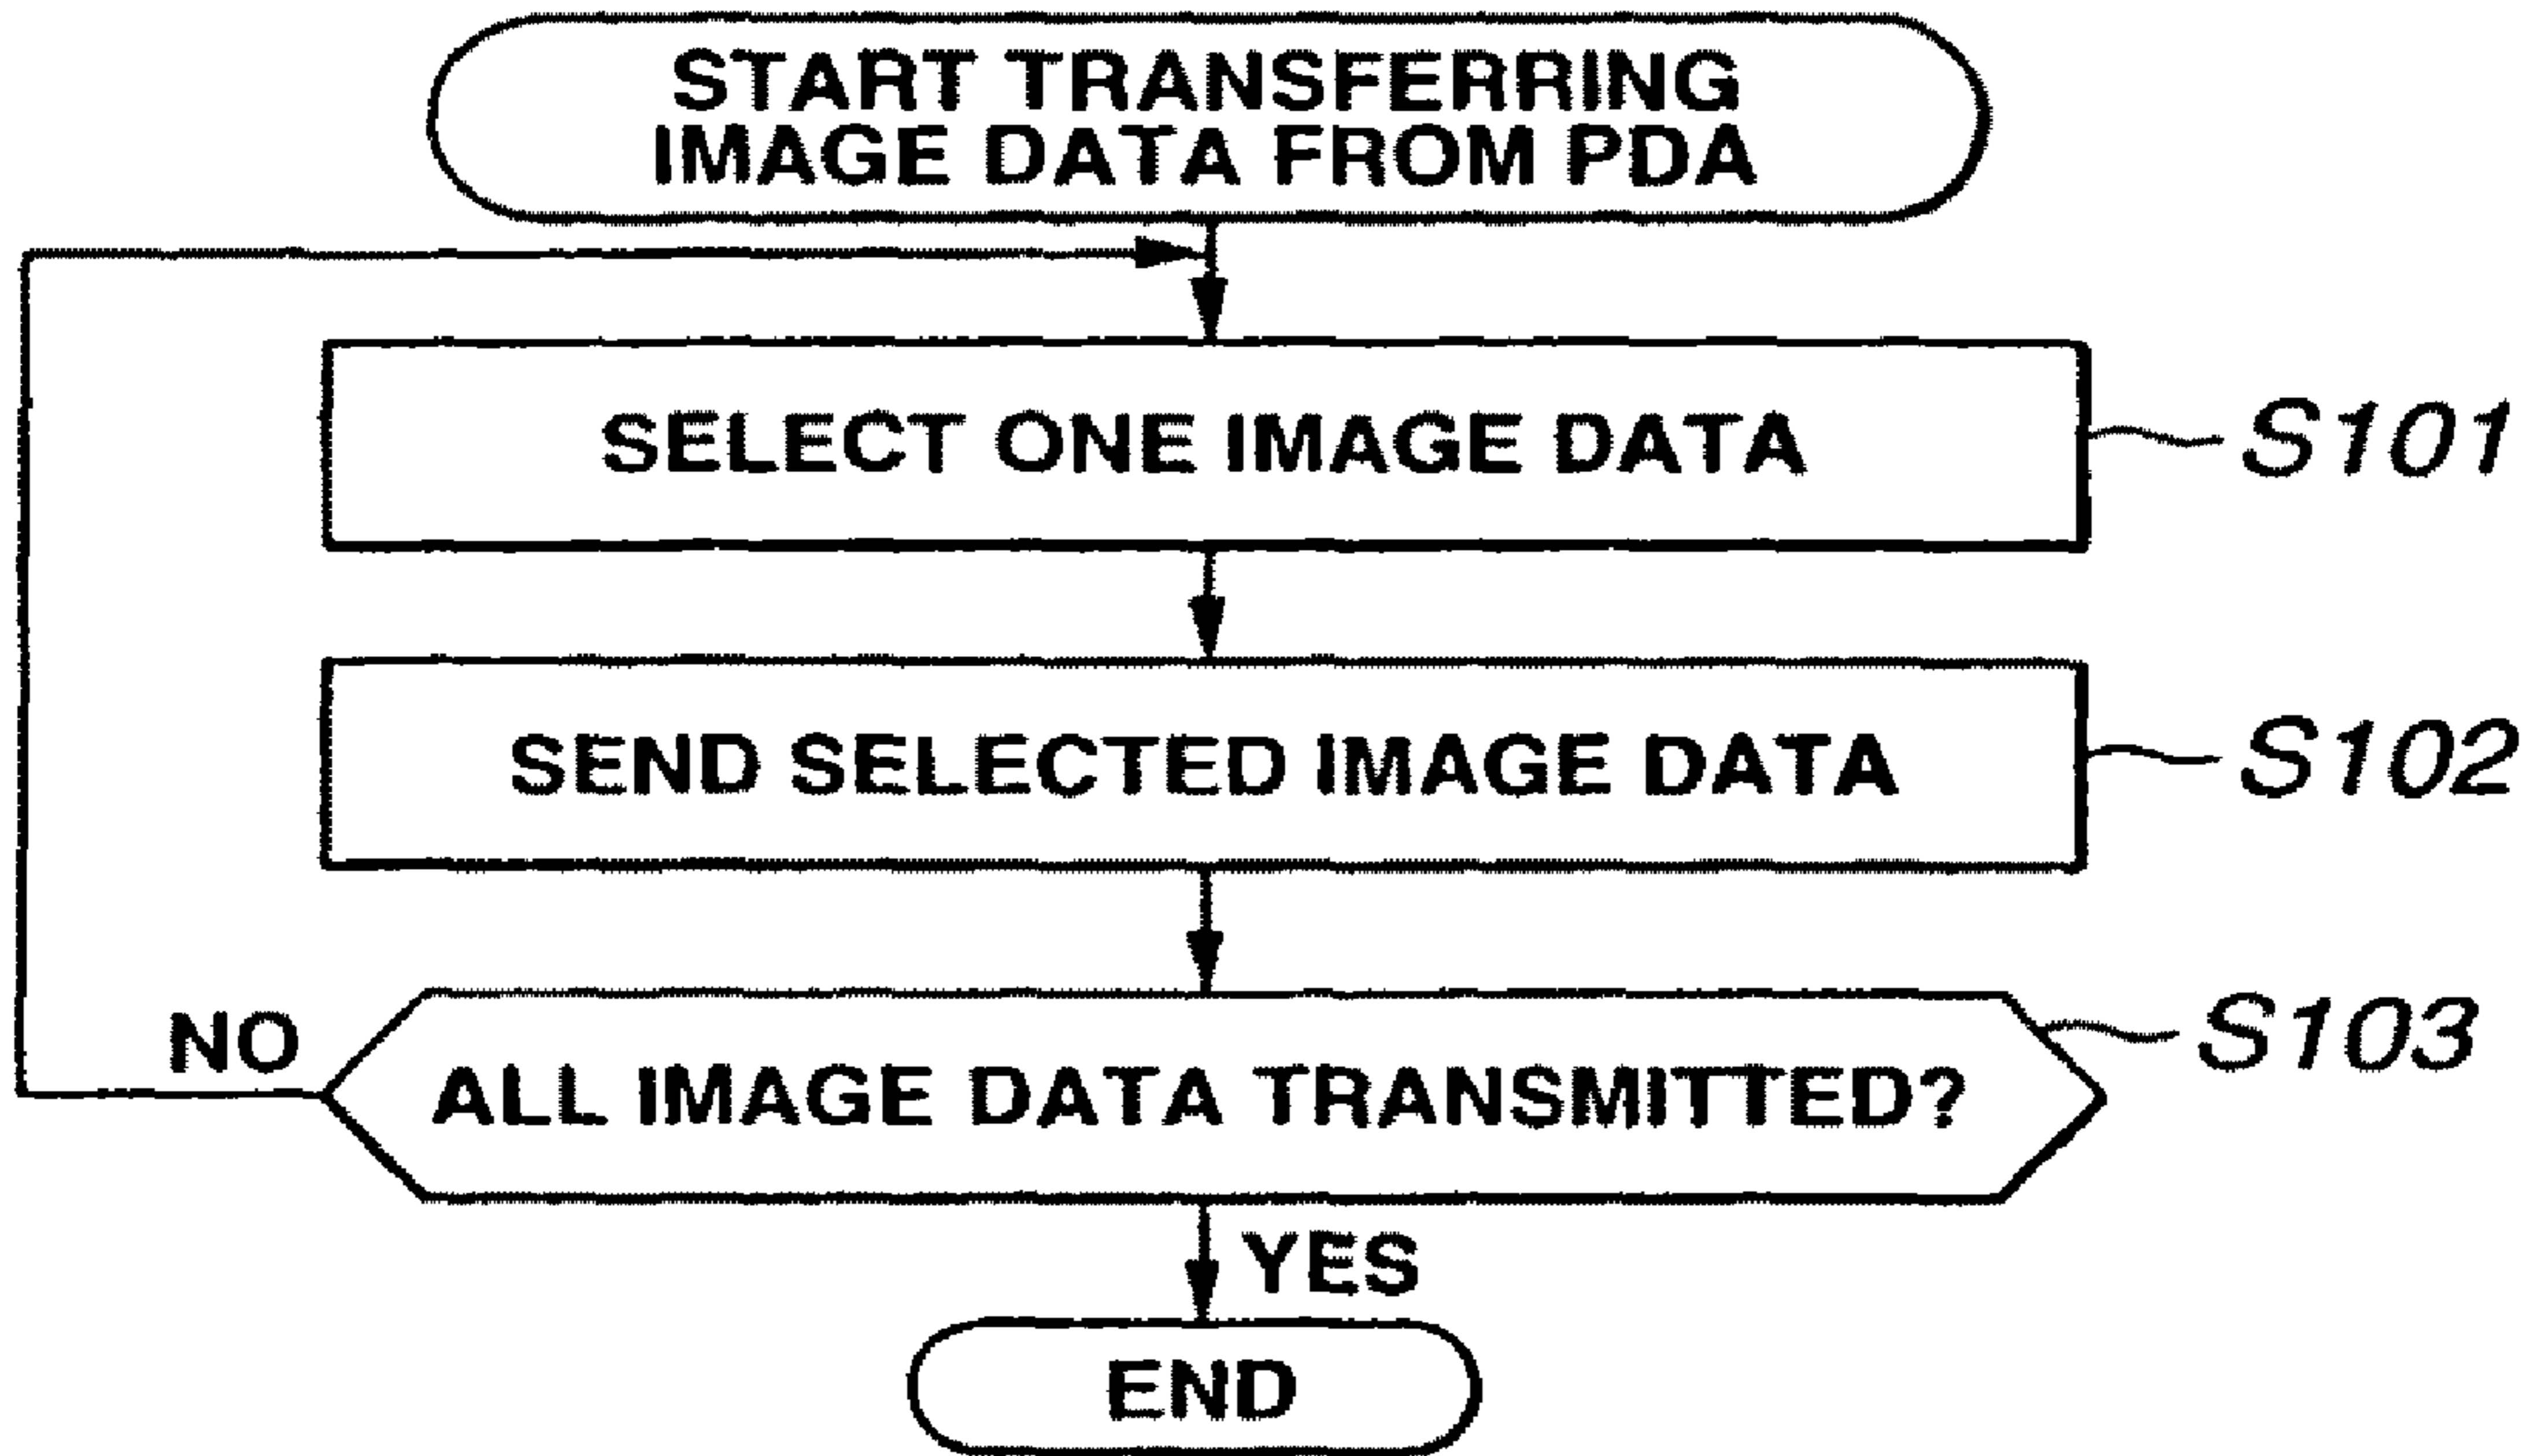 START TRANSFERRING
IMAGE DATA FROM PDA
SELECT ONE IMAGE DATA
S101
SEND SELECTED IMAGE DATA
S102
NO
ALL IMAGE DATA TRANSMITTED?
S103
YES
END